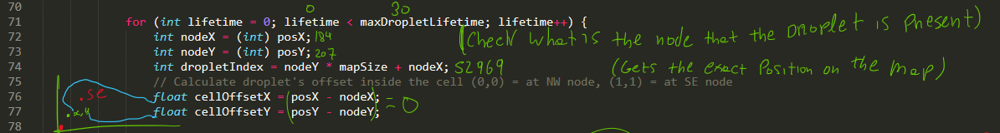 70
0 30
71 for (int lifetime = 0; lifetime < maxDropletLifetime; lifetime++) {
72 int nodeX = (int) posX; 184 (Check what is the node that the Droplet is present)
73 int nodeY = (int) posY; 207
74 int dropletIndex = nodeY * mapSize + nodeX; 52969 (Gets the exact Position on the map)
75 // Calculate droplet's offset inside the cell (0,0) = at NW node, (1,1) = at SE node
76 .SE float cellOffsetX = (posX - nodeX; = 0
77 .x,y float cellOffsetY = (posY - nodeY);
78